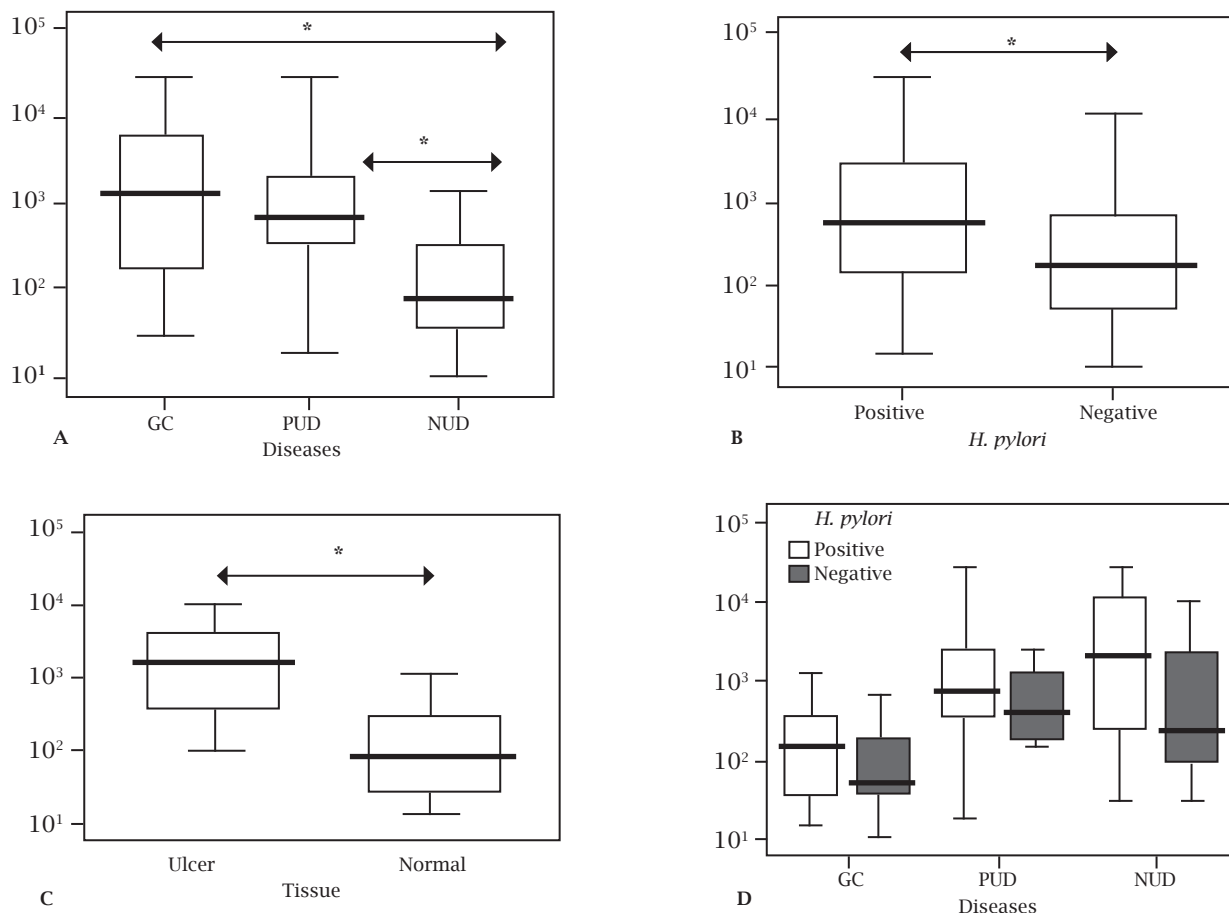 10⁵
10⁴
10³
10²
10¹
*
*
GC PUD NUD
Diseases
A
10⁵
10⁴
10³
10²
10¹
*
Positive Negative
H. pylori
B
10⁵
10⁴
10³
10²
10¹
*
Ulcer Normal
Tissue
C
10⁵
10⁴
10³
10²
10¹
H. pylori
Positive
Negative
GC PUD NUD
Diseases
D